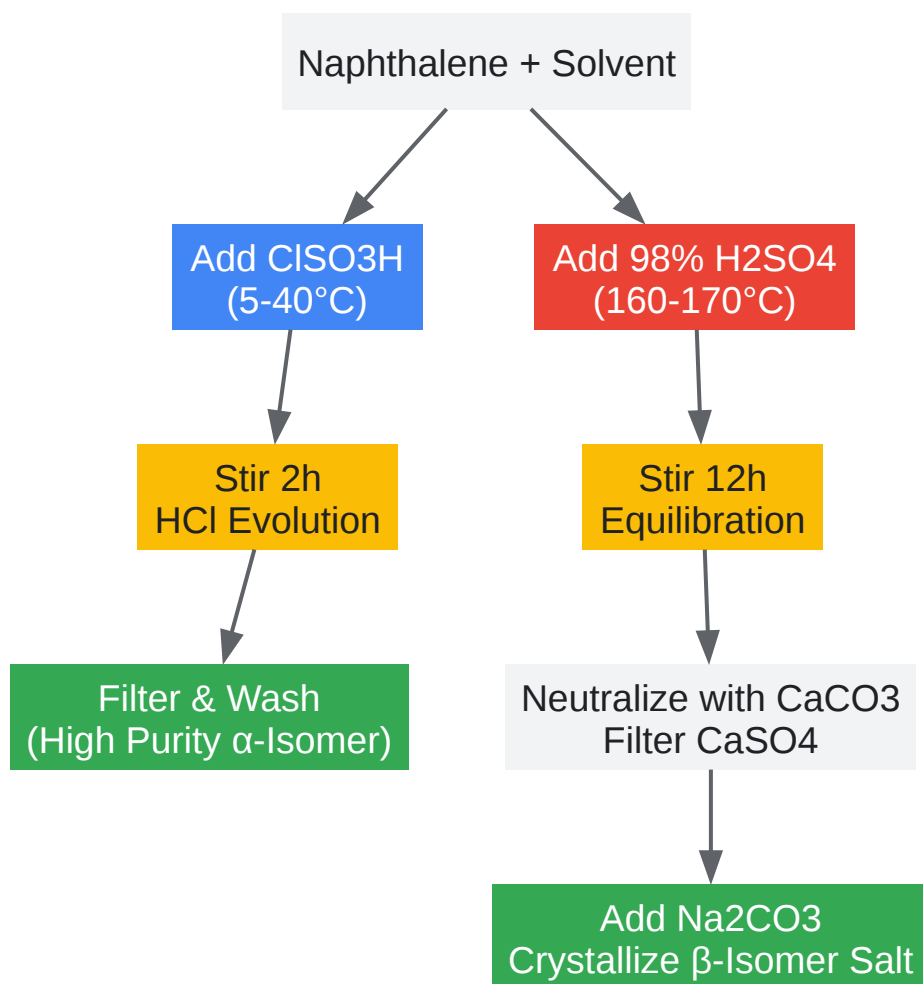 Naphthalene + Solvent
Add ClSO3H
(5-40°C)
Add 98% H2SO4
(160-170°C)
Stir 2h
HCl Evolution
Stir 12h
Equilibration
Filter & Wash
(High Purity α-Isomer)
Neutralize with CaCO3
Filter CaSO4
Add Na2CO3
Crystallize β-Isomer Salt